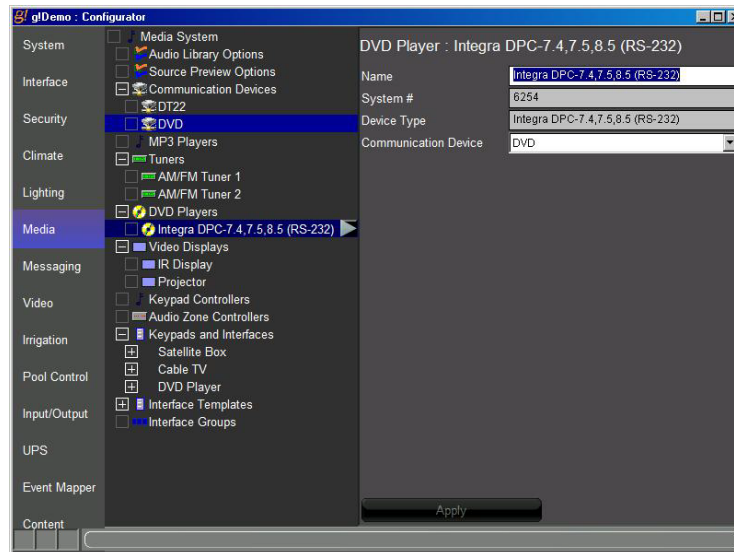 g! gIDemo : Configurator
System
Interface
Security
Climate
Lighting
Media
Messaging
Video
Irrigation
Pool Control
Input/Output
UPS
Event Mapper
Content
Media System
Audio Library Options
Source Preview Options
Communication Devices
DT22
DVD
MP3 Players
Tuners
AM/FM Tuner 1
AM/FM Tuner 2
DVD Players
Integra DPC-7.4,7.5,8.5 (RS-232)
Video Displays
IR Display
Projector
Keypad Controllers
Audio Zone Controllers
Keypads and Interfaces
Satellite Box
Cable TV
DVD Player
Interface Templates
Interface Groups
DVD Player : Integra DPC-7.4,7.5,8.5 (RS-232)
Name Integra DPC-7.4,7.5,8.5 (RS-232)
System # 6254
Device Type Integra DPC-7.4,7.5,8.5 (RS-232)
Communication Device DVD
Apply